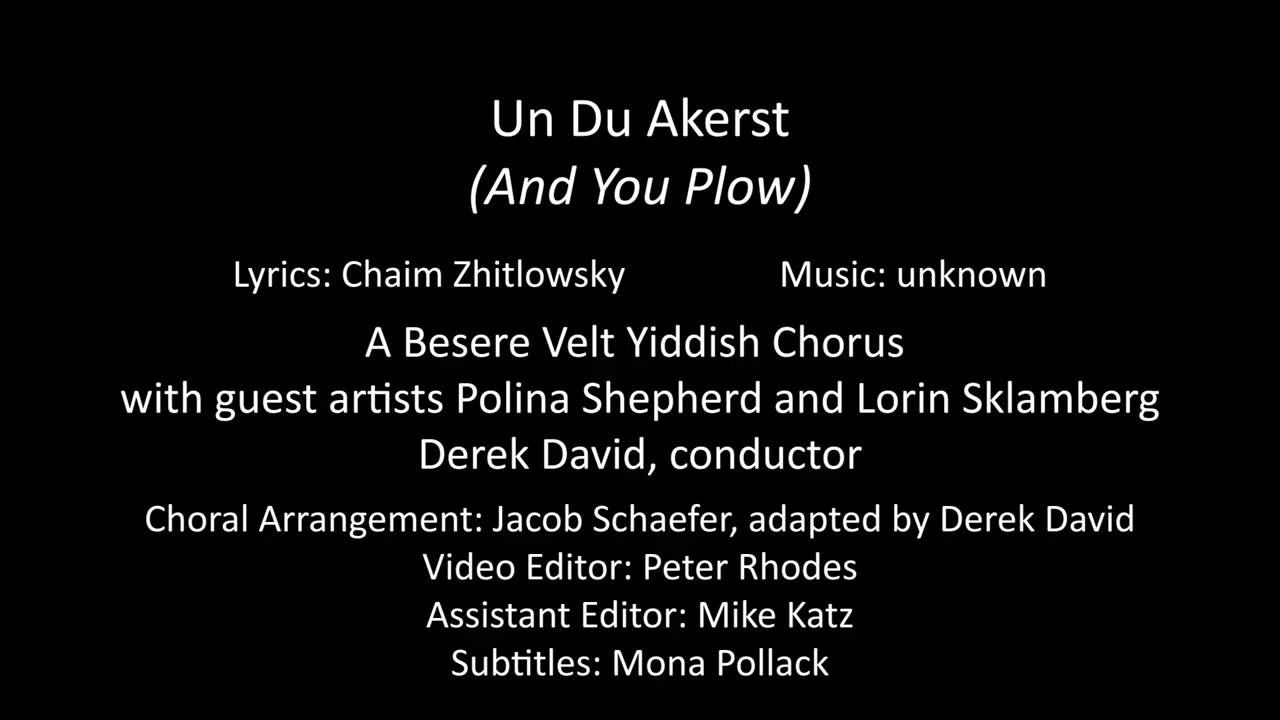 Un Du Akerst
(And You Plow)
Lyrics: Chaim Zhitlowsky Music: unknown
A Besere Velt Yiddish Chorus
with guest artists Polina Shepherd and Lorin Sklamberg
Derek David, conductor
Choral Arrangement: Jacob Schaefer, adapted by Derek David
Video Editor: Peter Rhodes
Assistant Editor: Mike Katz
Subtitles: Mona Pollack